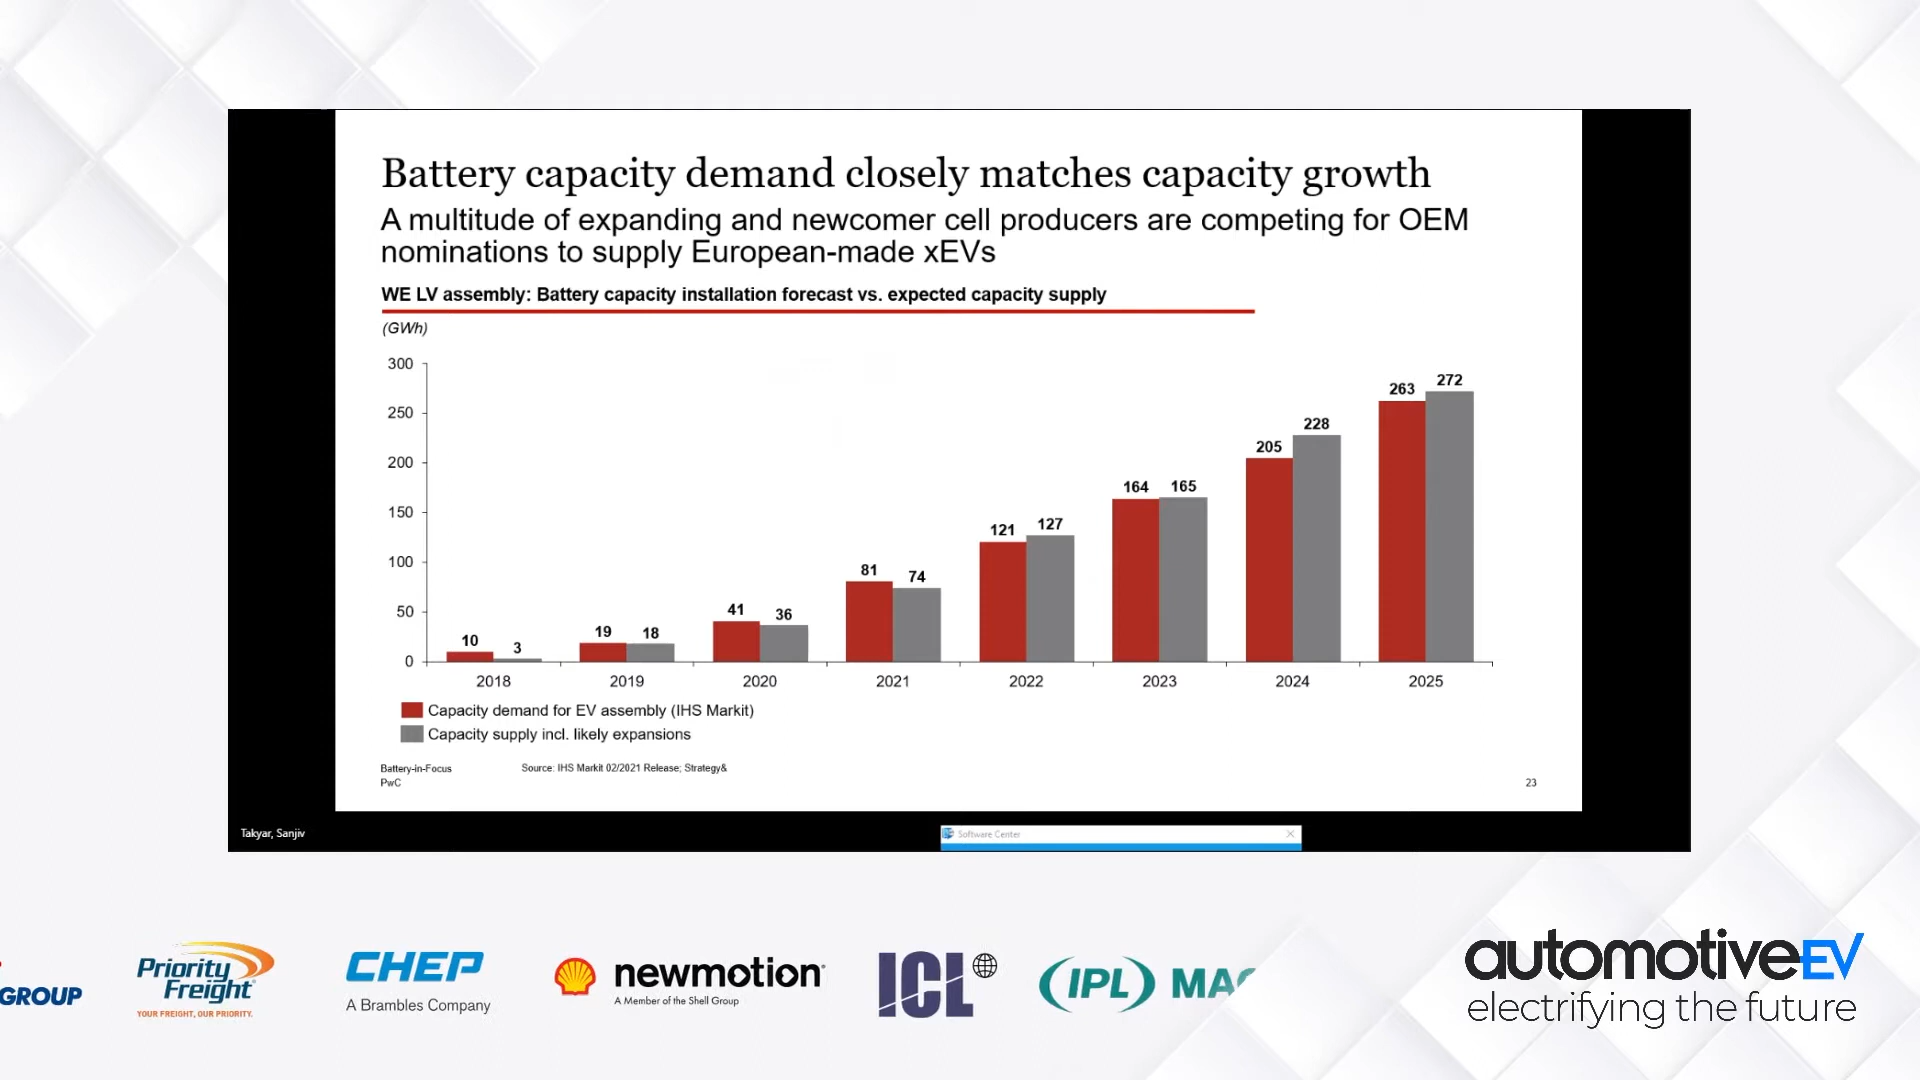 Battery capacity demand closely matches capacity growth
A multitude of expanding and newcomer cell producers are competing for OEM
nominations to supply European-made xEVs
WE LV assembly: Battery capacity installation forecast vs. expected capacity supply
(GWh)
300
250
200
150
100
50
0
10
3
19
18
41
36
81
74
121
127
164
165
205
228
263
272
2018
2019
2020
2021
2022
2023
2024
2025
Capacity demand for EV assembly (IHS Markit)
Capacity supply incl. likely expansions
Battery-in-Focus
PwC
Source: IHS Markit 02/2021 Release; Strategy&
23
Takyar, Sanjiv
Software Center
GROUP
Priority
Freight
YOUR FREIGHT, OUR PRIORITY.
CHEP
A Brambles Company
newmotion
A Member of the Shell Group
ICL
(IPL)
automotiveEV
electrifying the future